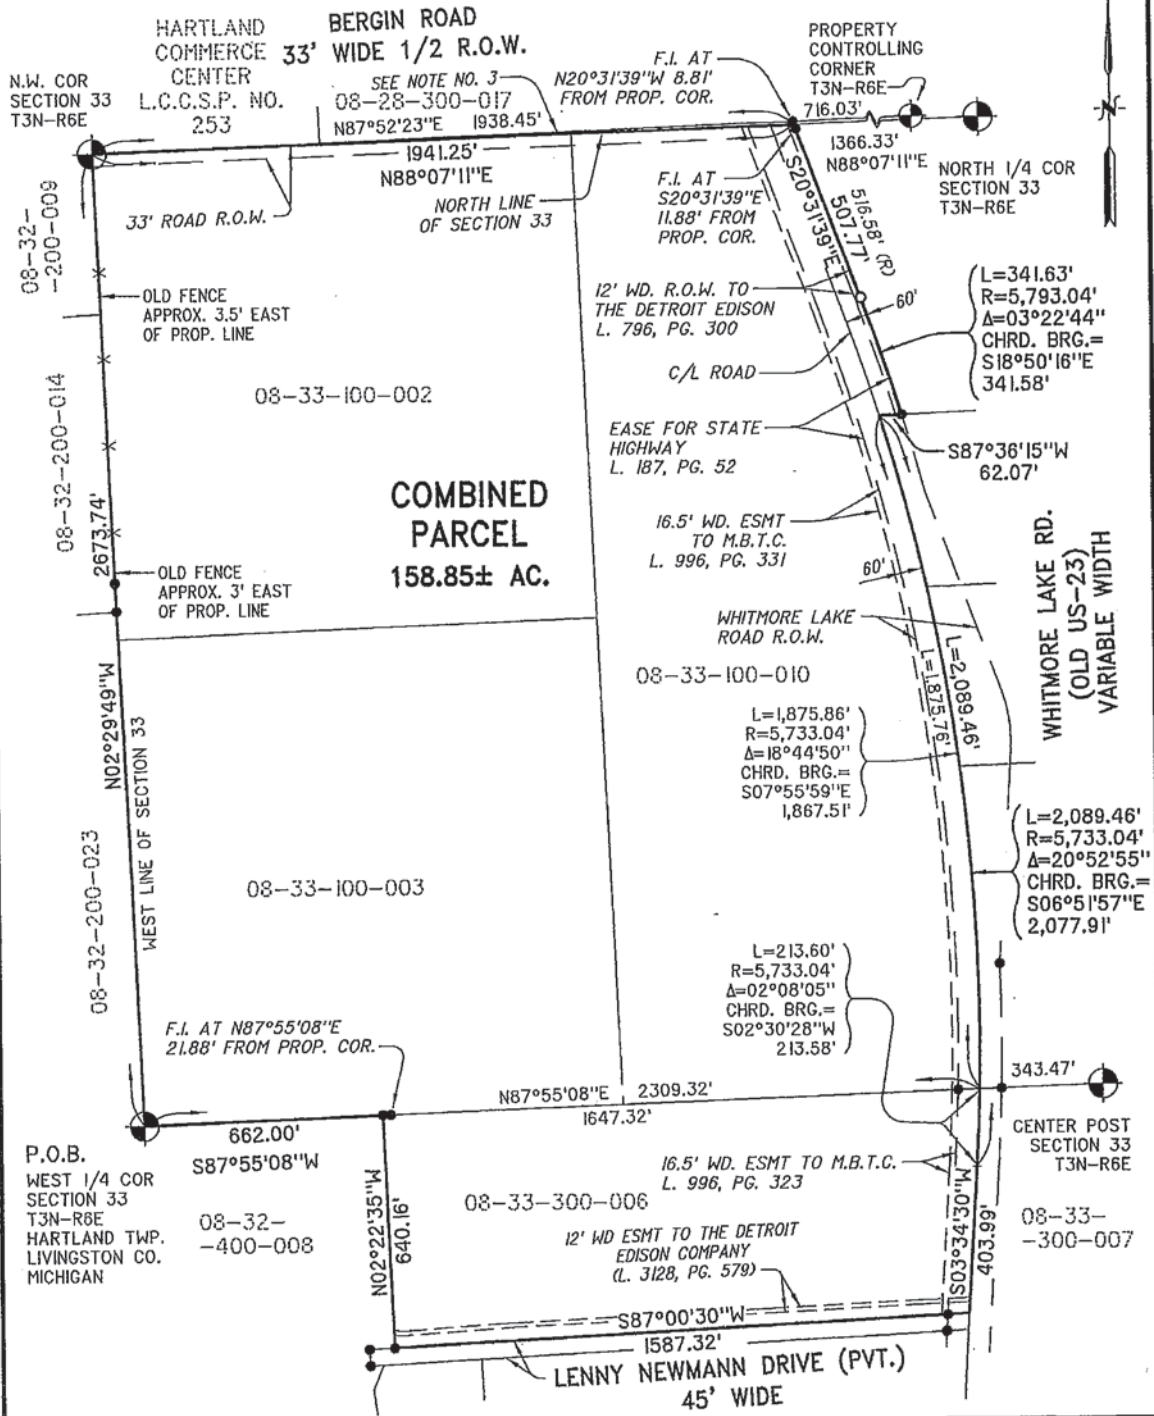 HARTLAND
COMMERCE
CENTER
L.C.C.S.P. NO.
253
BERGIN ROAD
33' WIDE 1/2 R.O.W.
N.W. COR
SECTION 33
T3N-R6E
SEE NOTE NO. 3
08-28-300-017
N87°52'23"E 1938.45'
F.I. AT
N20°31'39"W 8.81'
FROM PROP. COR.
PROPERTY
CONTROLLING
CORNER
T3N-R6E
716.03'
N
1366.33'
N88°07'11"E
NORTH 1/4 COR
SECTION 33
T3N-R6E
1941.25'
N88°07'11"E
33' ROAD R.O.W.
NORTH LINE
OF SECTION 33
F.I. AT
S20°31'39"E
11.88' FROM
PROP. COR.
S20°31'39"E
516.58' (R)
507.77'
08-32-
-200-009
OLD FENCE
APPROX. 3.5' EAST
OF PROP. LINE
12' WD. R.O.W. TO
THE DETROIT EDISON
L. 796, PG. 300
60'
L=341.63'
R=5,793.04'
Δ=03°22'44"
CHRD. BRG.=
S18°50'16"E
341.58'
C/L ROAD
08-33-100-002
08-32-200-014
EASE FOR STATE
HIGHWAY
L. 187, PG. 52
S87°36'15"W
62.07'
COMBINED
PARCEL
158.85± AC.
2673.74'
16.5' WD. ESMT
TO M.B.T.C.
L. 996, PG. 331
60'
OLD FENCE
APPROX. 3' EAST
OF PROP. LINE
WHITMORE LAKE
ROAD R.O.W.
WHITMORE LAKE RD.
(OLD US-23)
VARIABLE WIDTH
N02°29'49"W
WEST LINE OF SECTION 33
08-33-100-010
L=2,089.46'
L=1,875.76'
L=1,875.86'
R=5,733.04'
Δ=18°44'50"
CHRD. BRG.=
S07°55'59"E
1,867.51'
L=2,089.46'
R=5,733.04'
Δ=20°52'55"
CHRD. BRG.=
S06°51'57"E
2,077.91'
08-32-200-023
08-33-100-003
L=213.60'
R=5,733.04'
Δ=02°08'05"
CHRD. BRG.=
S02°30'28"W
213.58'
F.I. AT N87°55'08"E
21.88' FROM PROP. COR.
N87°55'08"E 2309.32'
1647.32'
343.47'
CENTER POST
SECTION 33
T3N-R6E
P.O.B.
WEST 1/4 COR
SECTION 33
T3N-R6E
HARTLAND TWP.
LIVINGSTON CO.
MICHIGAN
662.00'
S87°55'08"W
08-32-
-400-008
N02°22'35"W
640.16'
16.5' WD. ESMT TO M.B.T.C.
L. 996, PG. 323
08-33-300-006
12' WD ESMT TO THE DETROIT
EDISON COMPANY
(L. 3128, PG. 579)
S03°34'30"W
403.99'
08-33-
-300-007
S87°00'30"W
1587.32'
LENNY NEWMANN DRIVE (PVT.)
45' WIDE